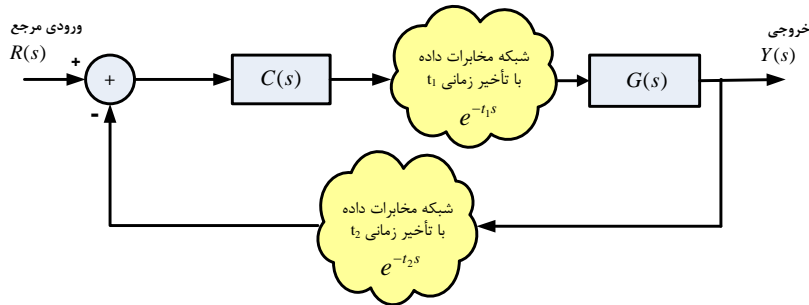 ورودی مرجع
R(s)
+
+
-
C(s)
شبکه مخابرات داده
با تأخیر زمانی t₁
e^{-t₁s}
G(s)
خروجی
Y(s)
شبکه مخابرات داده
با تأخیر زمانی t₂
e^{-t₂s}